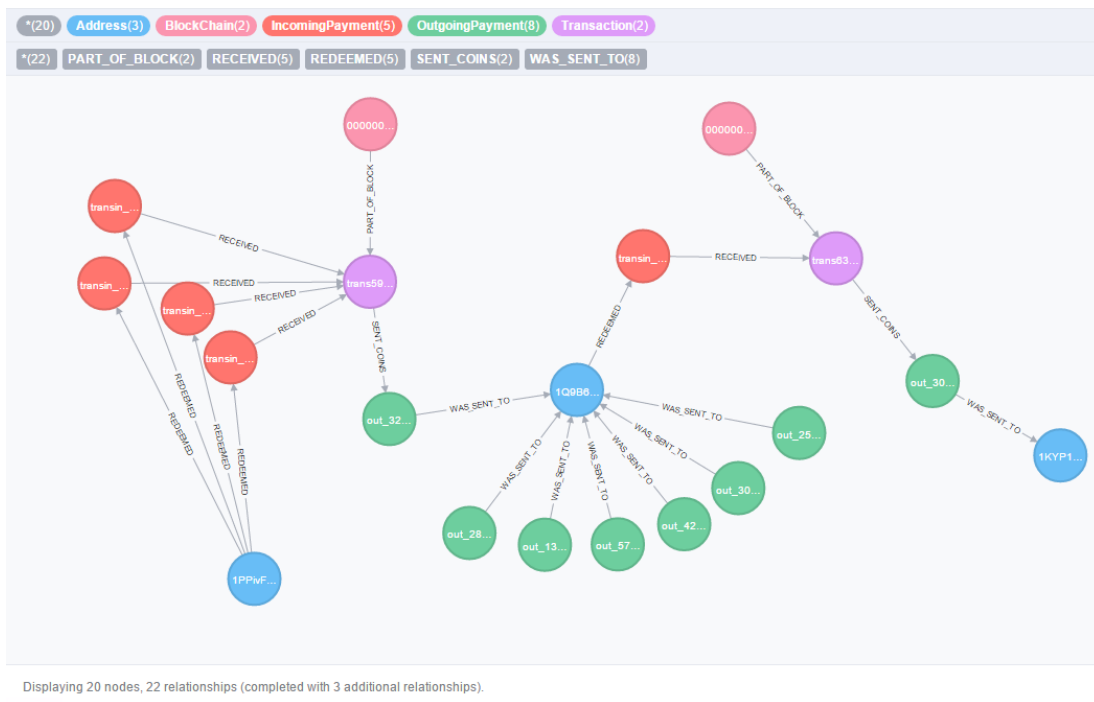 *(20) Address(3) BlockChain(2) IncomingPayment(5) OutgoingPayment(8) Transaction(2)
*(22) PART_OF_BLOCK(2) RECEIVED(5) REDEEMED(5) SENT_COINS(2) WAS_SENT_TO(8)
000000...
000000...
PART_OF_BLOCK
PART_OF_BLOCK
transin_...
RECEIVED
transin_...
RECEIVED
trans63...
transin_...
RECEIVED
trans59...
transin_...
RECEIVED
SENT_COINS
transin_...
RECEIVED
SENT_COINS
REDEEMED
REDEEMED
REDEEMED
REDEEMED
REDEEMED
out_32...
WAS_SENT_TO
1Q9B6...
out_30...
WAS_SENT_TO
1KYP1...
WAS_SENT_TO
out_25...
WAS_SENT_TO
WAS_SENT_TO
WAS_SENT_TO
WAS_SENT_TO
WAS_SENT_TO
out_30...
out_42...
out_28...
out_13...
out_57...
1PPivF...
Displaying 20 nodes, 22 relationships (completed with 3 additional relationships).